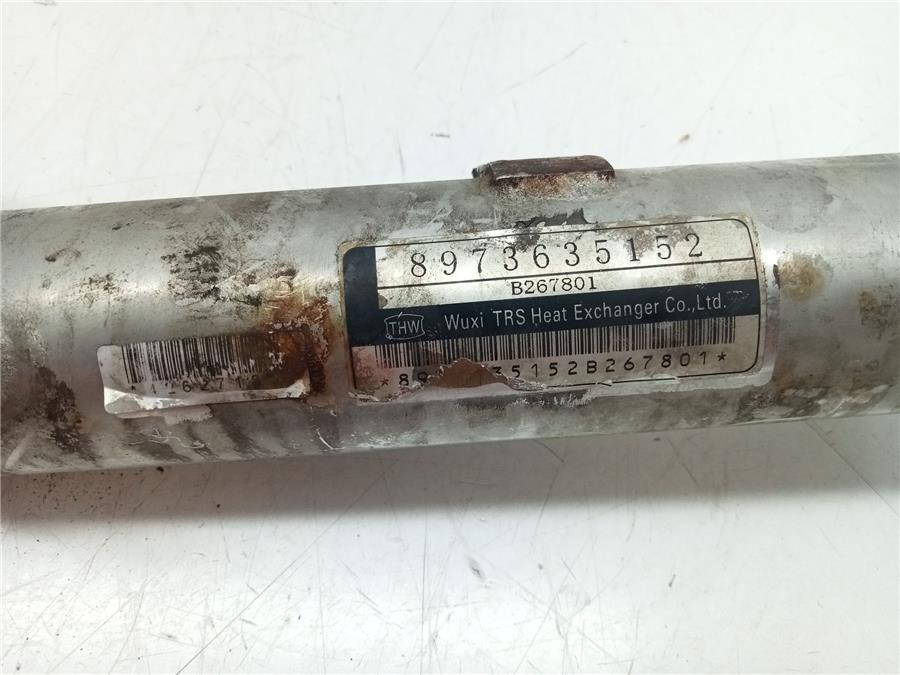 8973635152
B267801
THW Wuxi TRS Heat Exchanger Co.,Ltd.
35152B267801*